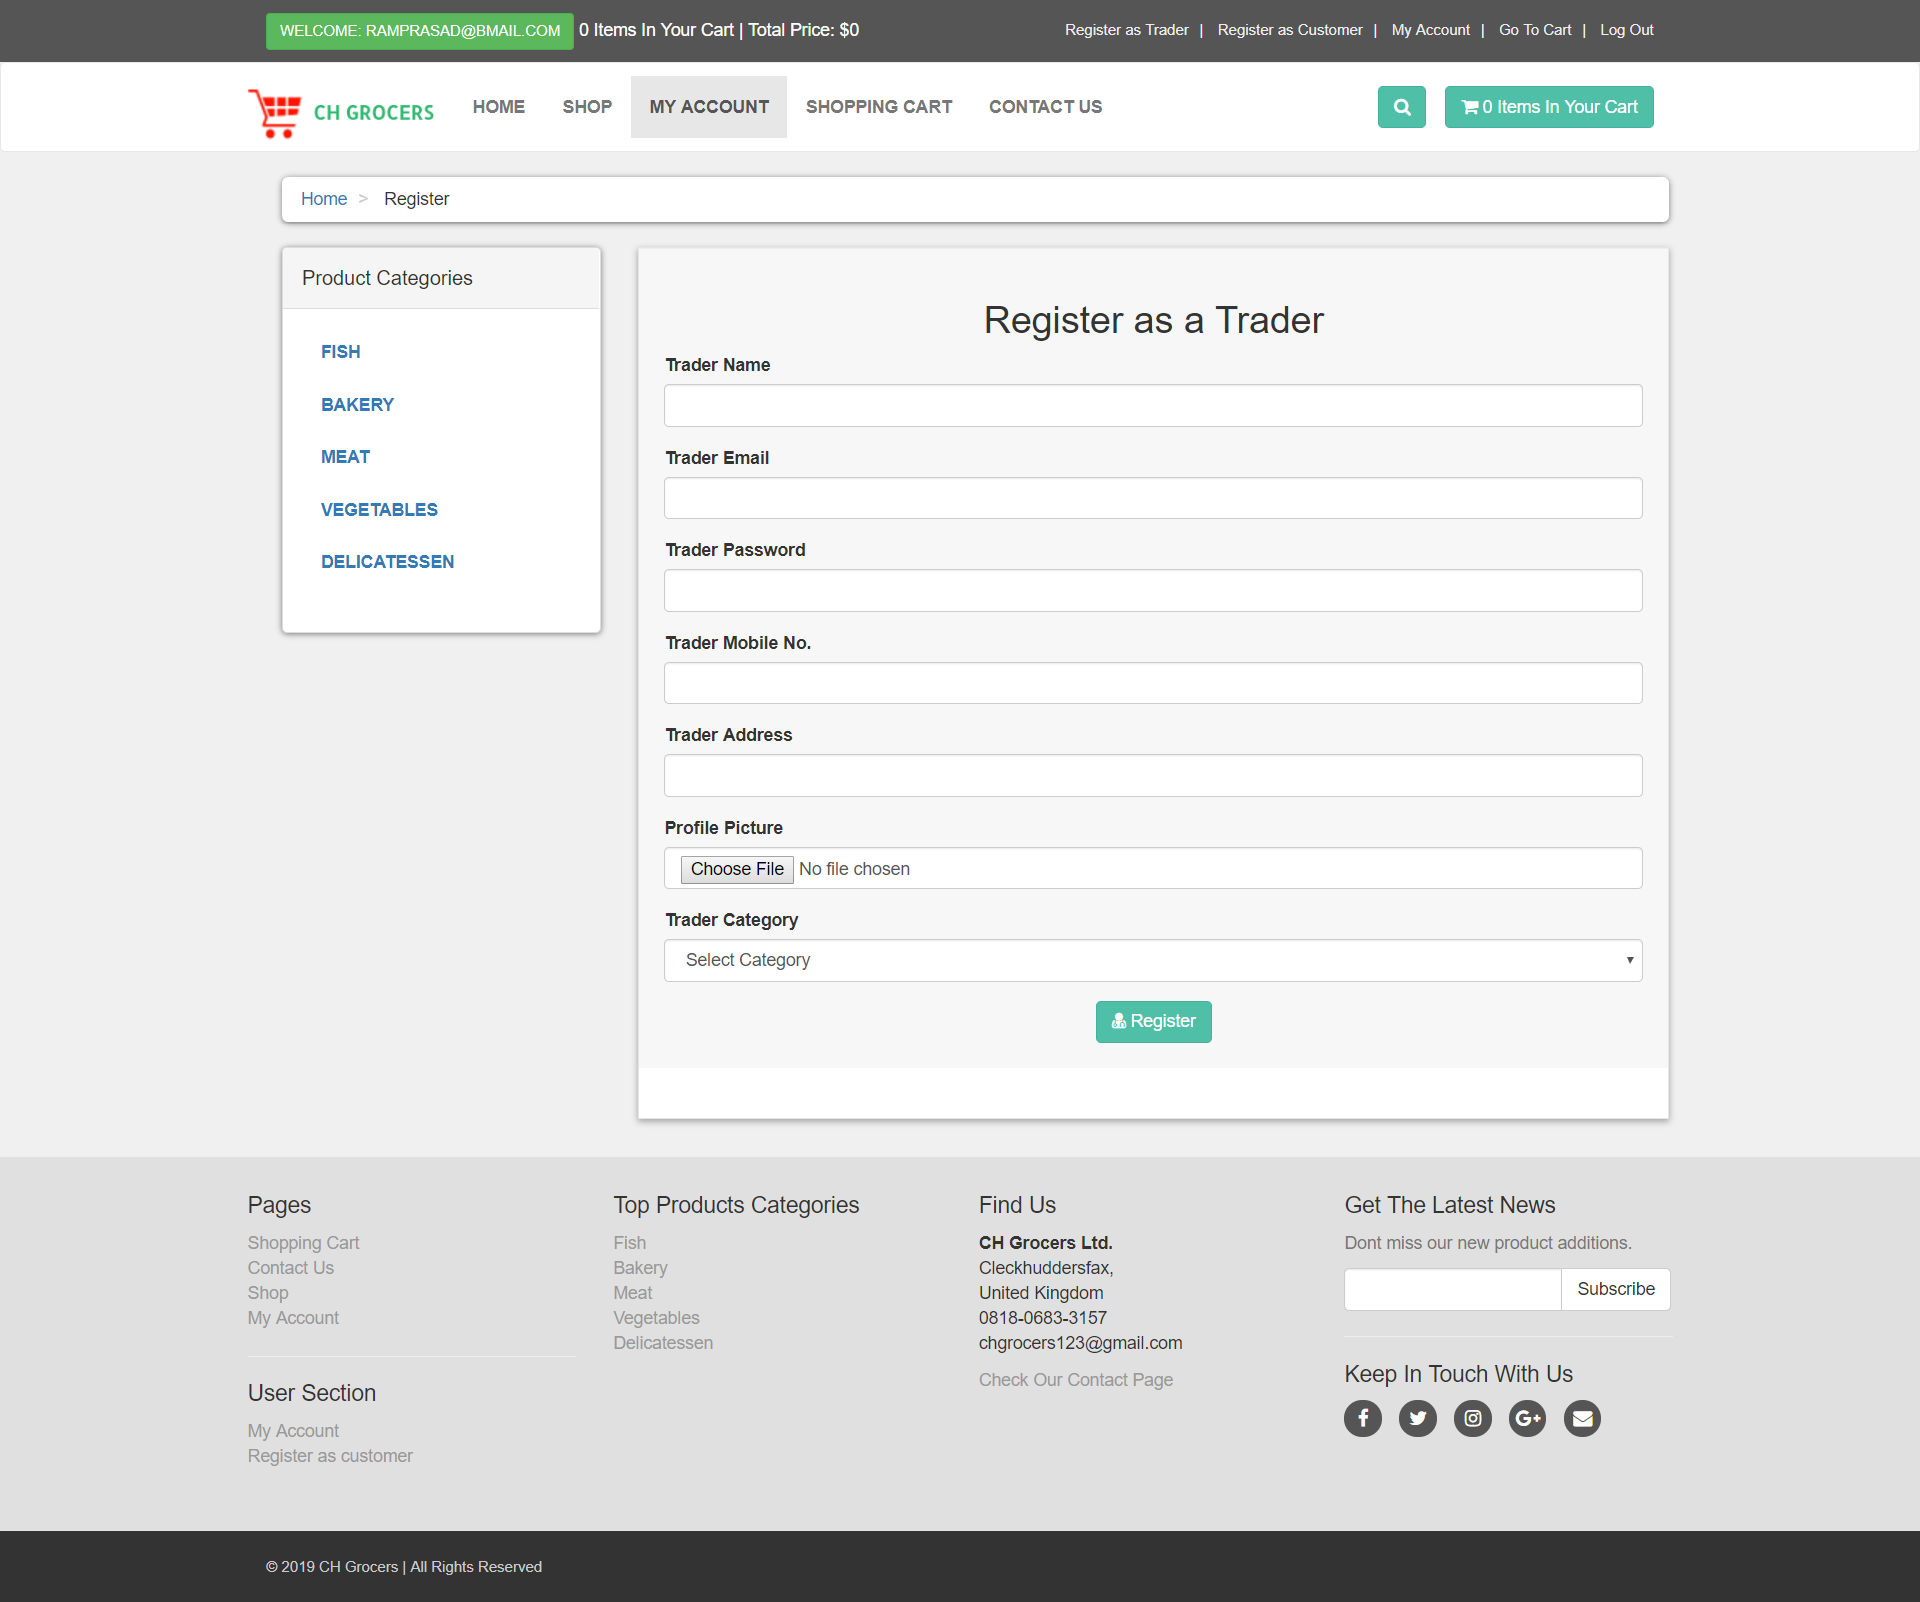 WELCOME: RAMPRASAD@BMAIL.COM 0 Items In Your Cart | Total Price: $0
Register as Trader | Register as Customer | My Account | Go To Cart | Log Out
CH GROCERS
HOME SHOP MY ACCOUNT SHOPPING CART CONTACT US
0 Items In Your Cart
Home > Register
Product Categories
FISH
BAKERY
MEAT
VEGETABLES
DELICATESSEN
Register as a Trader
Trader Name
Trader Email
Trader Password
Trader Mobile No.
Trader Address
Profile Picture
Choose File No file chosen
Trader Category
Select Category
Register
Pages
Shopping Cart
Contact Us
Shop
My Account
User Section
My Account
Register as customer
Top Products Categories
Fish
Bakery
Meat
Vegetables
Delicatessen
Find Us
CH Grocers Ltd.
Cleckhuddersfax,
United Kingdom
0818-0683-3157
chgrocers123@gmail.com
Check Our Contact Page
Get The Latest News
Dont miss our new product additions.
Subscribe
Keep In Touch With Us
© 2019 CH Grocers | All Rights Reserved